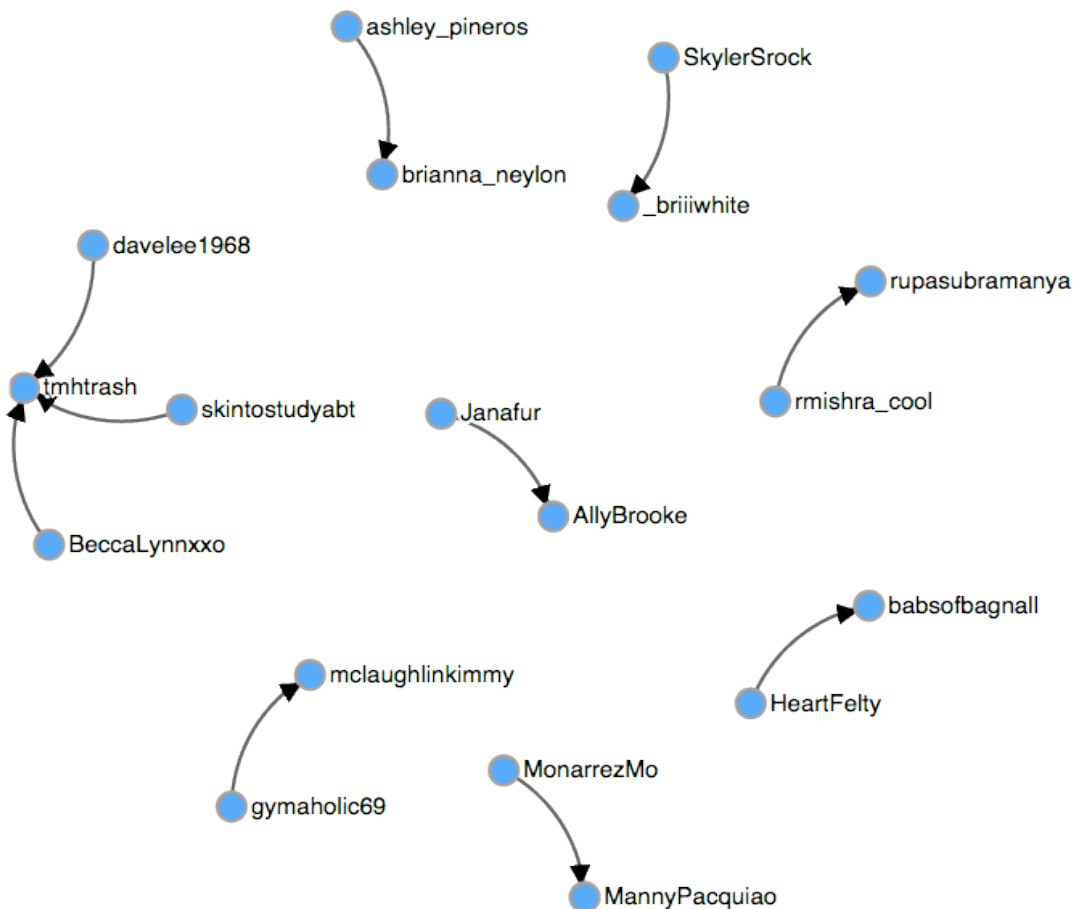 ashley_pineros
SkylerSrock
brianna_neylon
_briiiwhite
davelee1968
rupasubramanya
tmhtrash
skintostudyabt
Janafur
rmishra_cool
AllyBrooke
BeccaLynnxxo
babsofbagnall
mclaughlinkimmy
HeartFelty
MonarrezMo
gymaholic69
MannyPacquiao